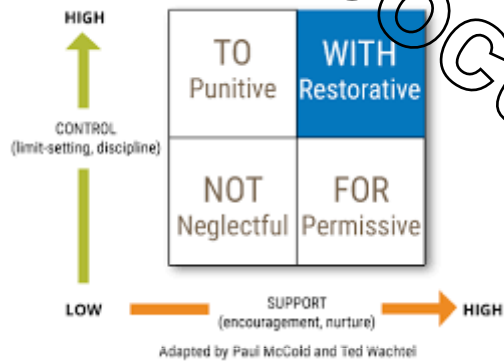 HIGH
TO
Punitive
WITH
Restorative
CONTROL
(limit-setting, discipline)
NOT
Neglectful
FOR
Permissive
LOW
SUPPORT
(encouragement, nurture)
HIGH
Adapted by Paul McCold and Ted Wachtel